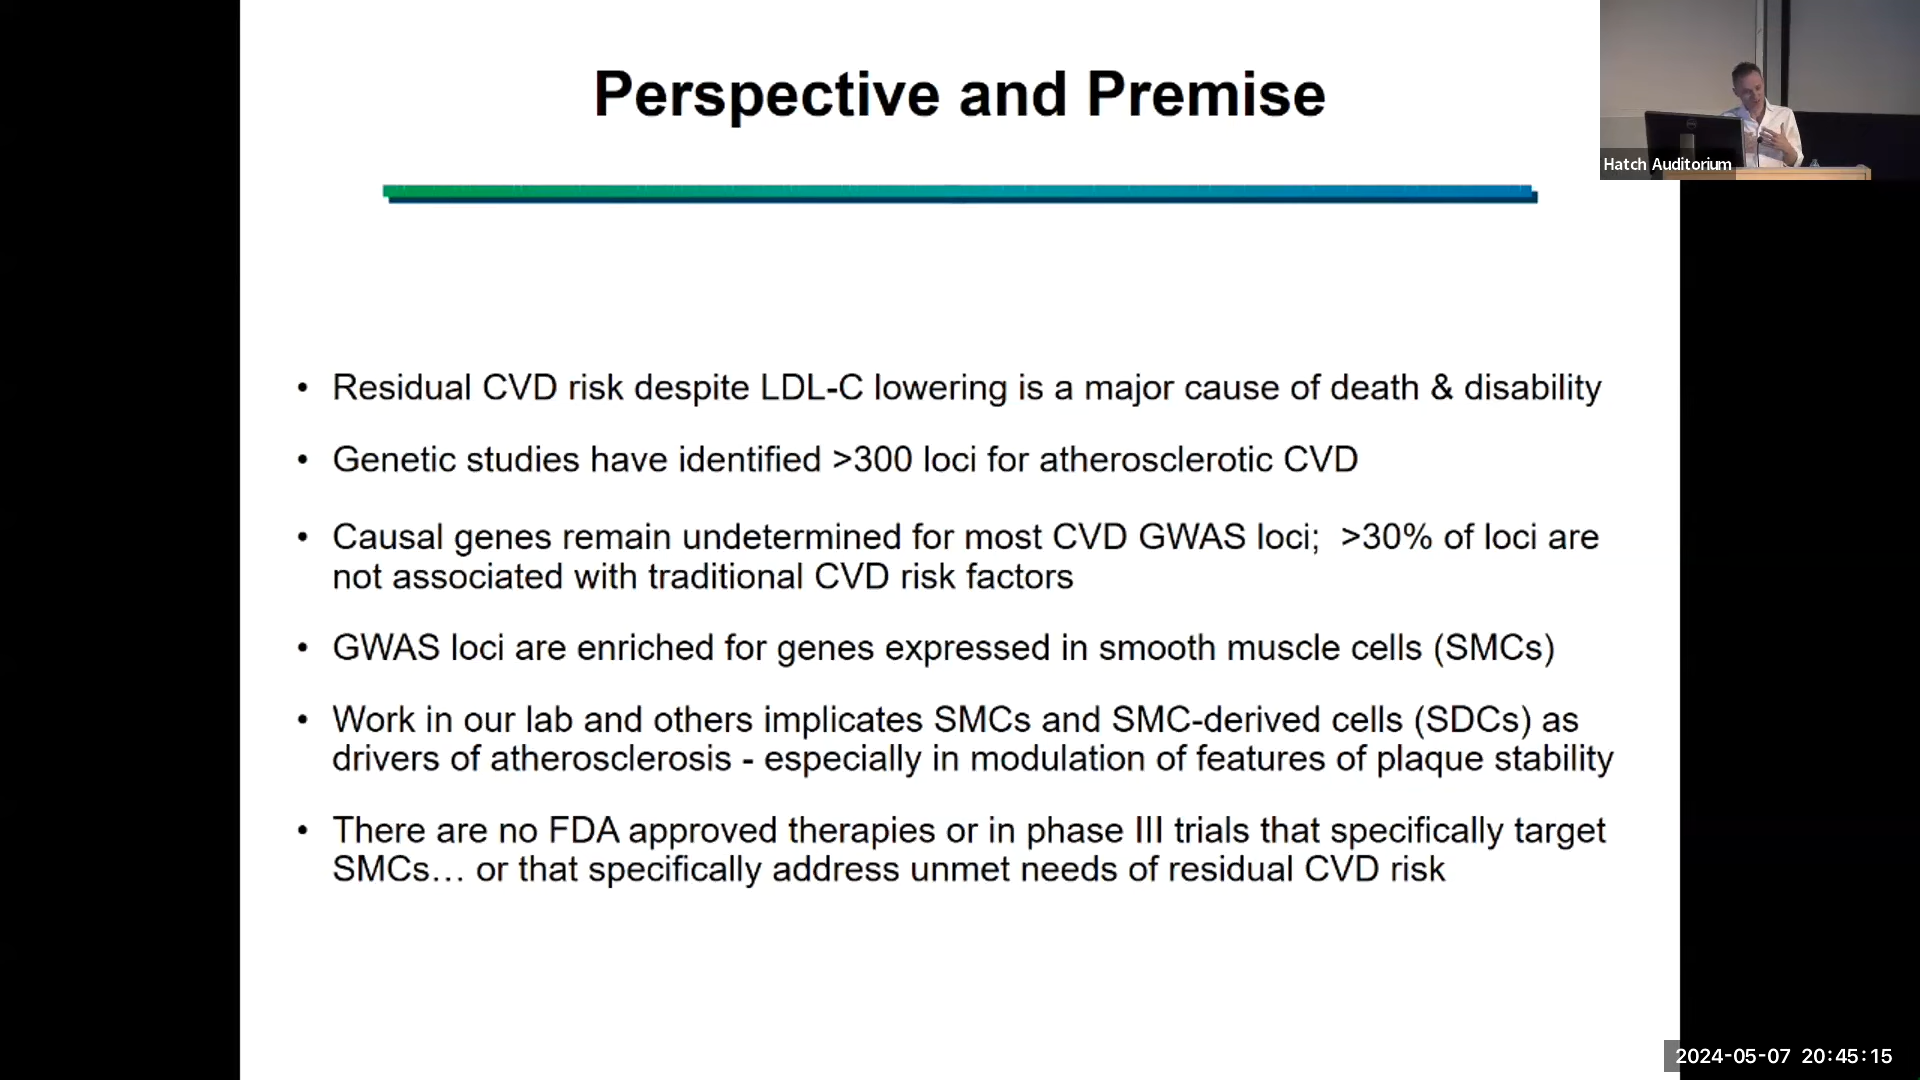 Perspective and Premise
Hatch Auditorium
• Residual CVD risk despite LDL-C lowering is a major cause of death & disability
• Genetic studies have identified >300 loci for atherosclerotic CVD
• Causal genes remain undetermined for most CVD GWAS loci;  >30% of loci are
not associated with traditional CVD risk factors
• GWAS loci are enriched for genes expressed in smooth muscle cells (SMCs)
• Work in our lab and others implicates SMCs and SMC-derived cells (SDCs) as
drivers of atherosclerosis - especially in modulation of features of plaque stability
• There are no FDA approved therapies or in phase III trials that specifically target
SMCs… or that specifically address unmet needs of residual CVD risk
2024-05-07 20:45:15